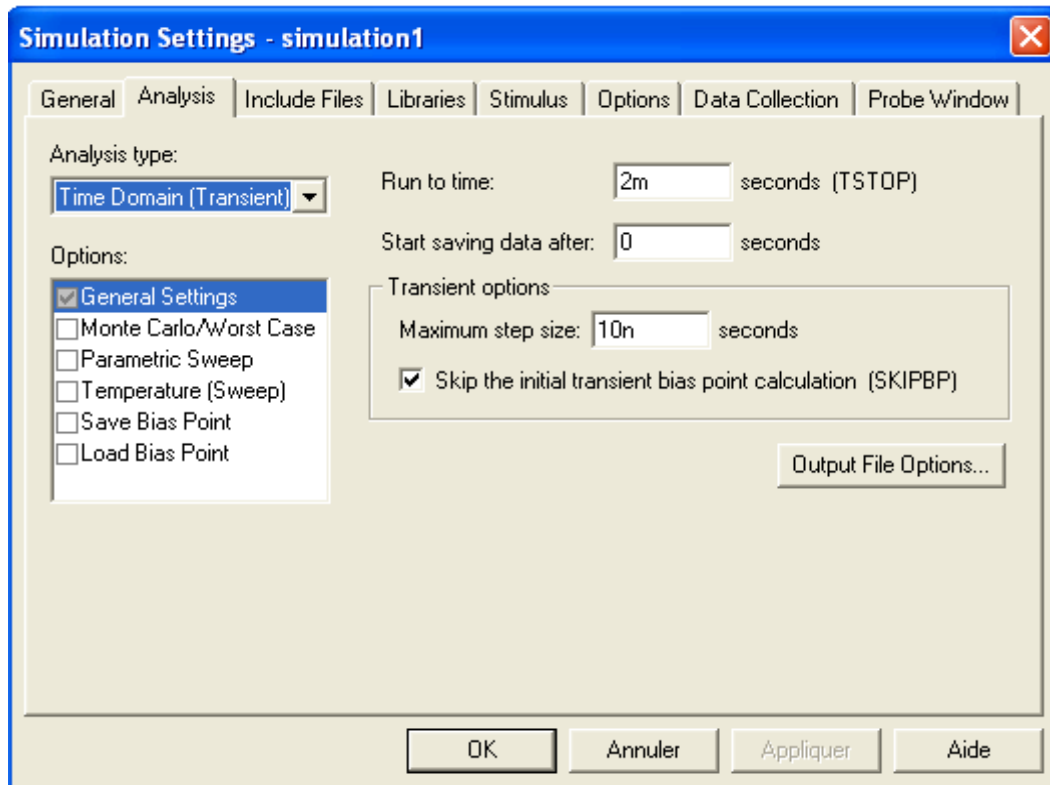 Simulation Settings - simulation1
General Analysis Include Files Libraries Stimulus Options Data Collection Probe Window
Analysis type:
Time Domain (Transient)
Run to time: 2m seconds (TSTOP)
Start saving data after: 0 seconds
Options:
General Settings
Monte Carlo/Worst Case
Parametric Sweep
Temperature (Sweep)
Save Bias Point
Load Bias Point
Transient options
Maximum step size: 10n seconds
Skip the initial transient bias point calculation (SKIPBP)
Output File Options...
OK Annuler Appliquer Aide